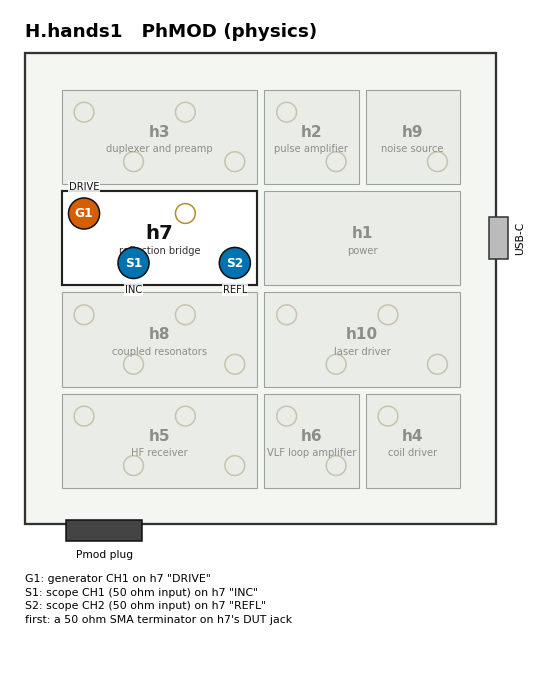 H.hands1 PhMOD (physics)
h3
duplexer and preamp
h2
pulse amplifier
h9
noise source
DRIVE
G1
h7
reflection bridge
S1
S2
INC
REFL
h1
power
USB-C
h8
coupled resonators
h10
laser driver
h5
HF receiver
h6
VLF loop amplifier
h4
coil driver
Pmod plug
G1: generator CH1 on h7 "DRIVE"
S1: scope CH1 (50 ohm input) on h7 "INC"
S2: scope CH2 (50 ohm input) on h7 "REFL"
first: a 50 ohm SMA terminator on h7's DUT jack